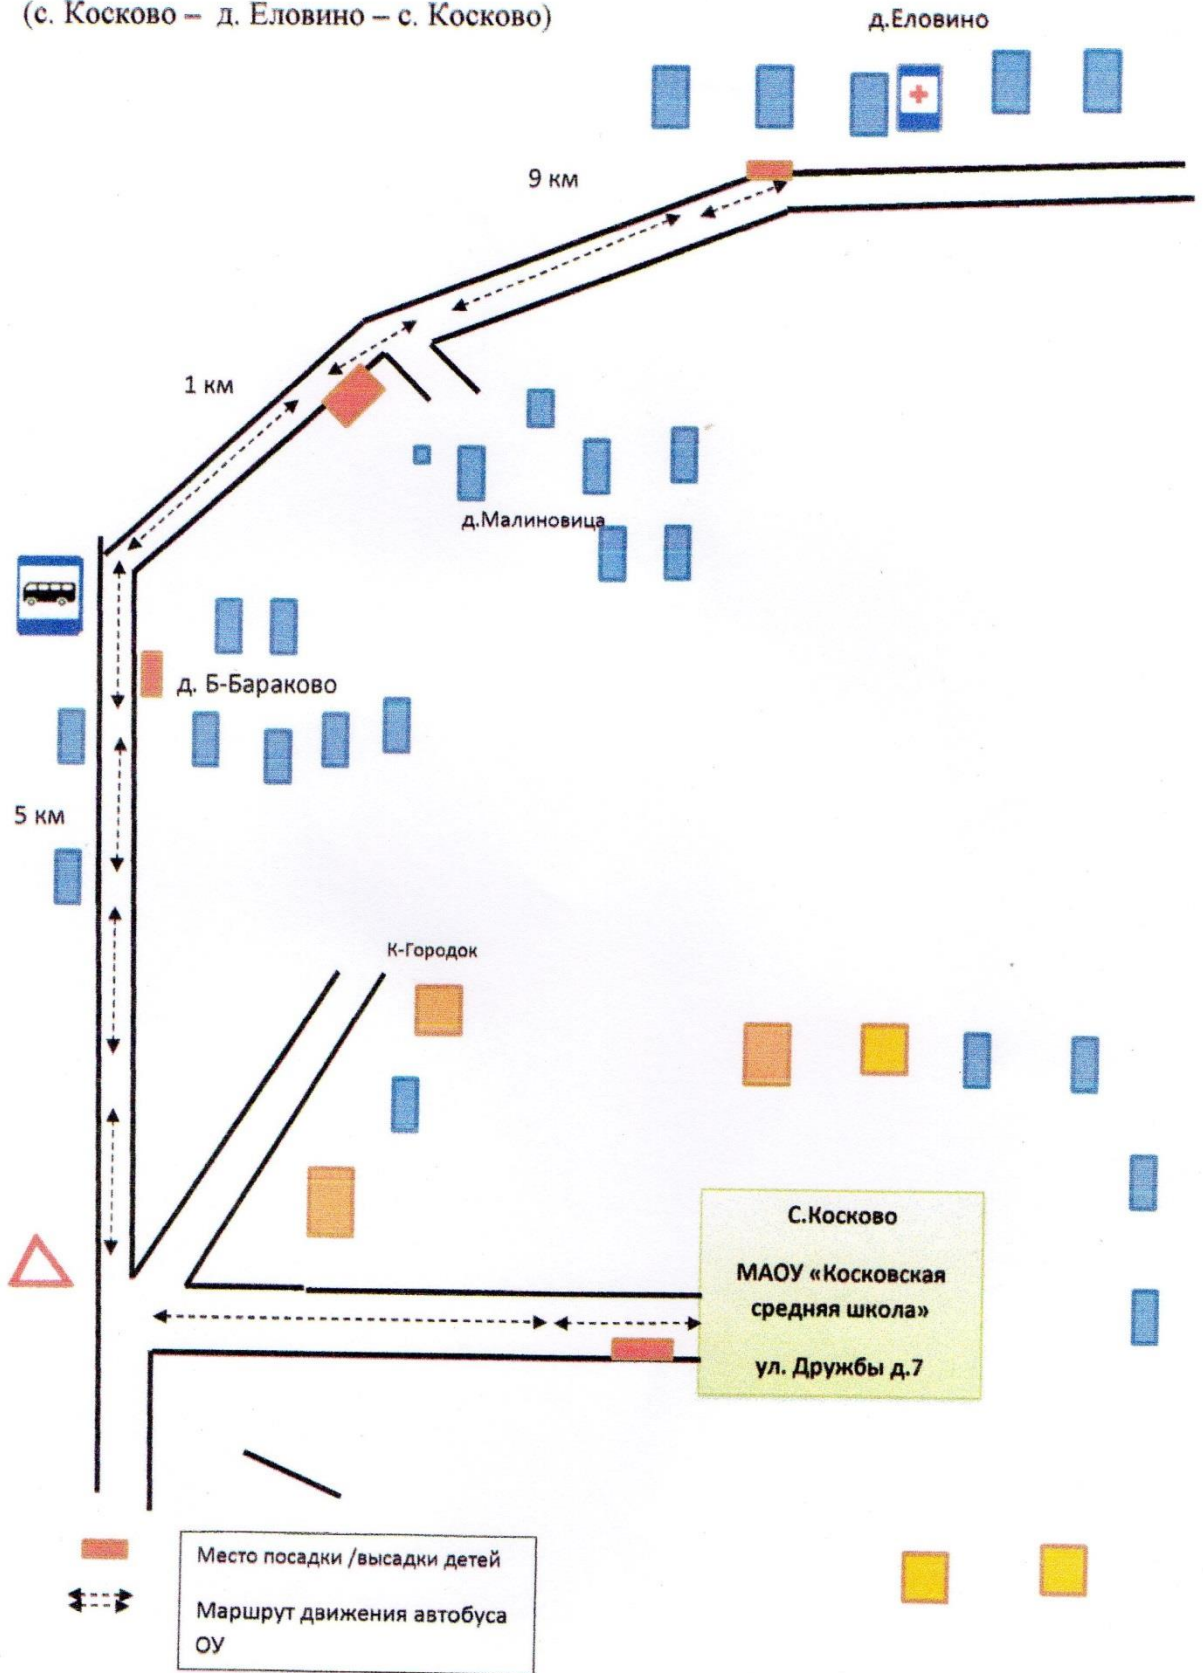 (с. Косково – д. Еловино – с. Косково)
д.Еловино
9 км
1 км
д.Малиновица
д. Б-Бараково
5 км
К-Городок
С.Косково
МАОУ «Косковская
средняя школа»
ул. Дружбы д.7
Место посадки /высадки детей
Маршрут движения автобуса
ОУ